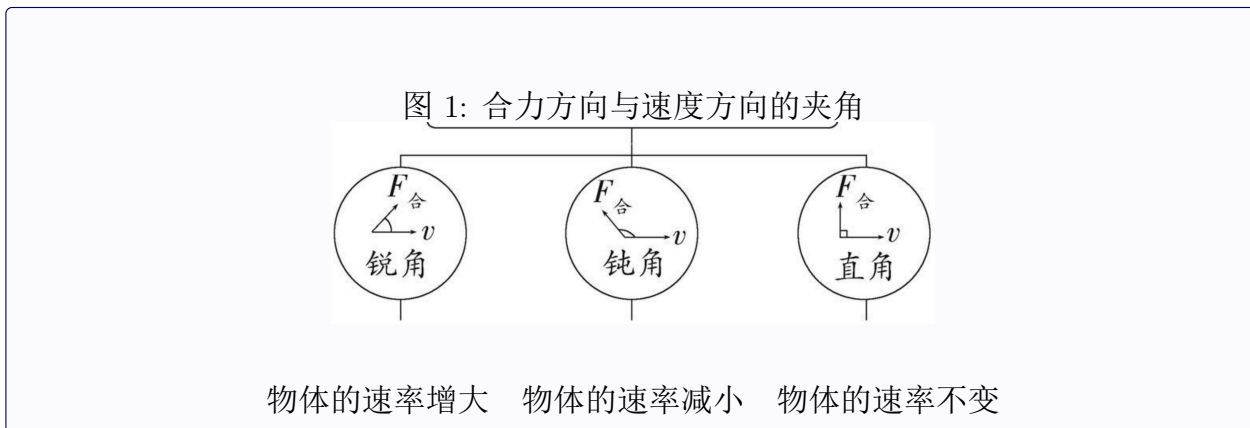 图 1: 合力方向与速度方向的夹角
F合 v 锐角
F合 v 钝角
F合 v 直角
物体的速率增大 物体的速率减小 物体的速率不变